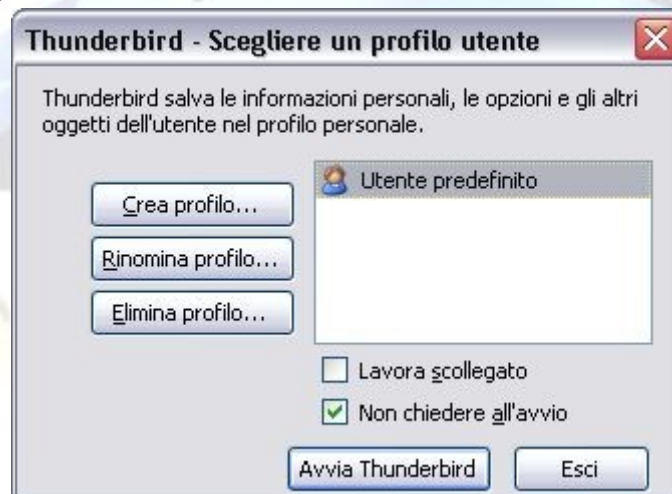 Thunderbird - Scegliere un profilo utente
Thunderbird salva le informazioni personali, le opzioni e gli altri
oggetti dell'utente nel profilo personale.
Utente predefinito
Crea profilo...
Rinomina profilo...
Elimina profilo...
Lavora scollegato
Non chiedere all'avvio
Avvia Thunderbird
Esci